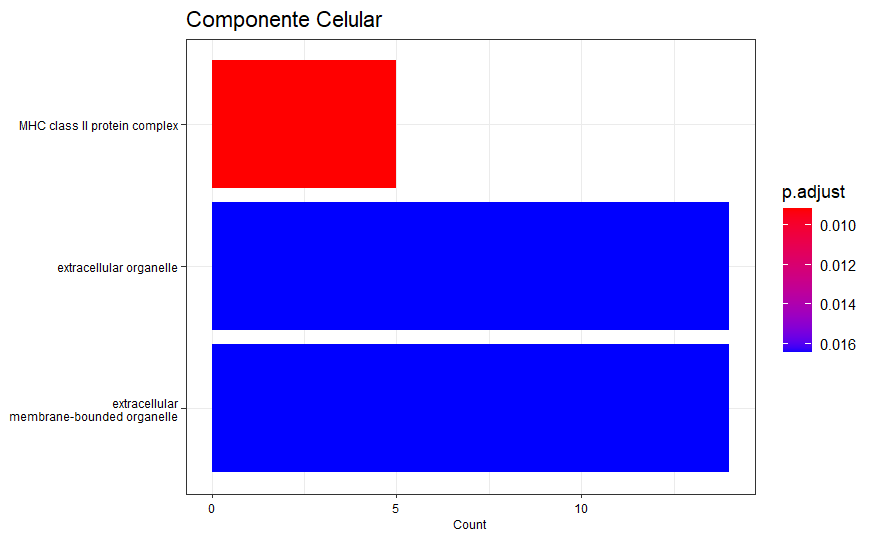 Componente Celular
MHC class II protein complex
extracellular organelle
extracellular
membrane-bounded organelle
0
5
10
Count
p.adjust
0.010
0.012
0.014
0.016